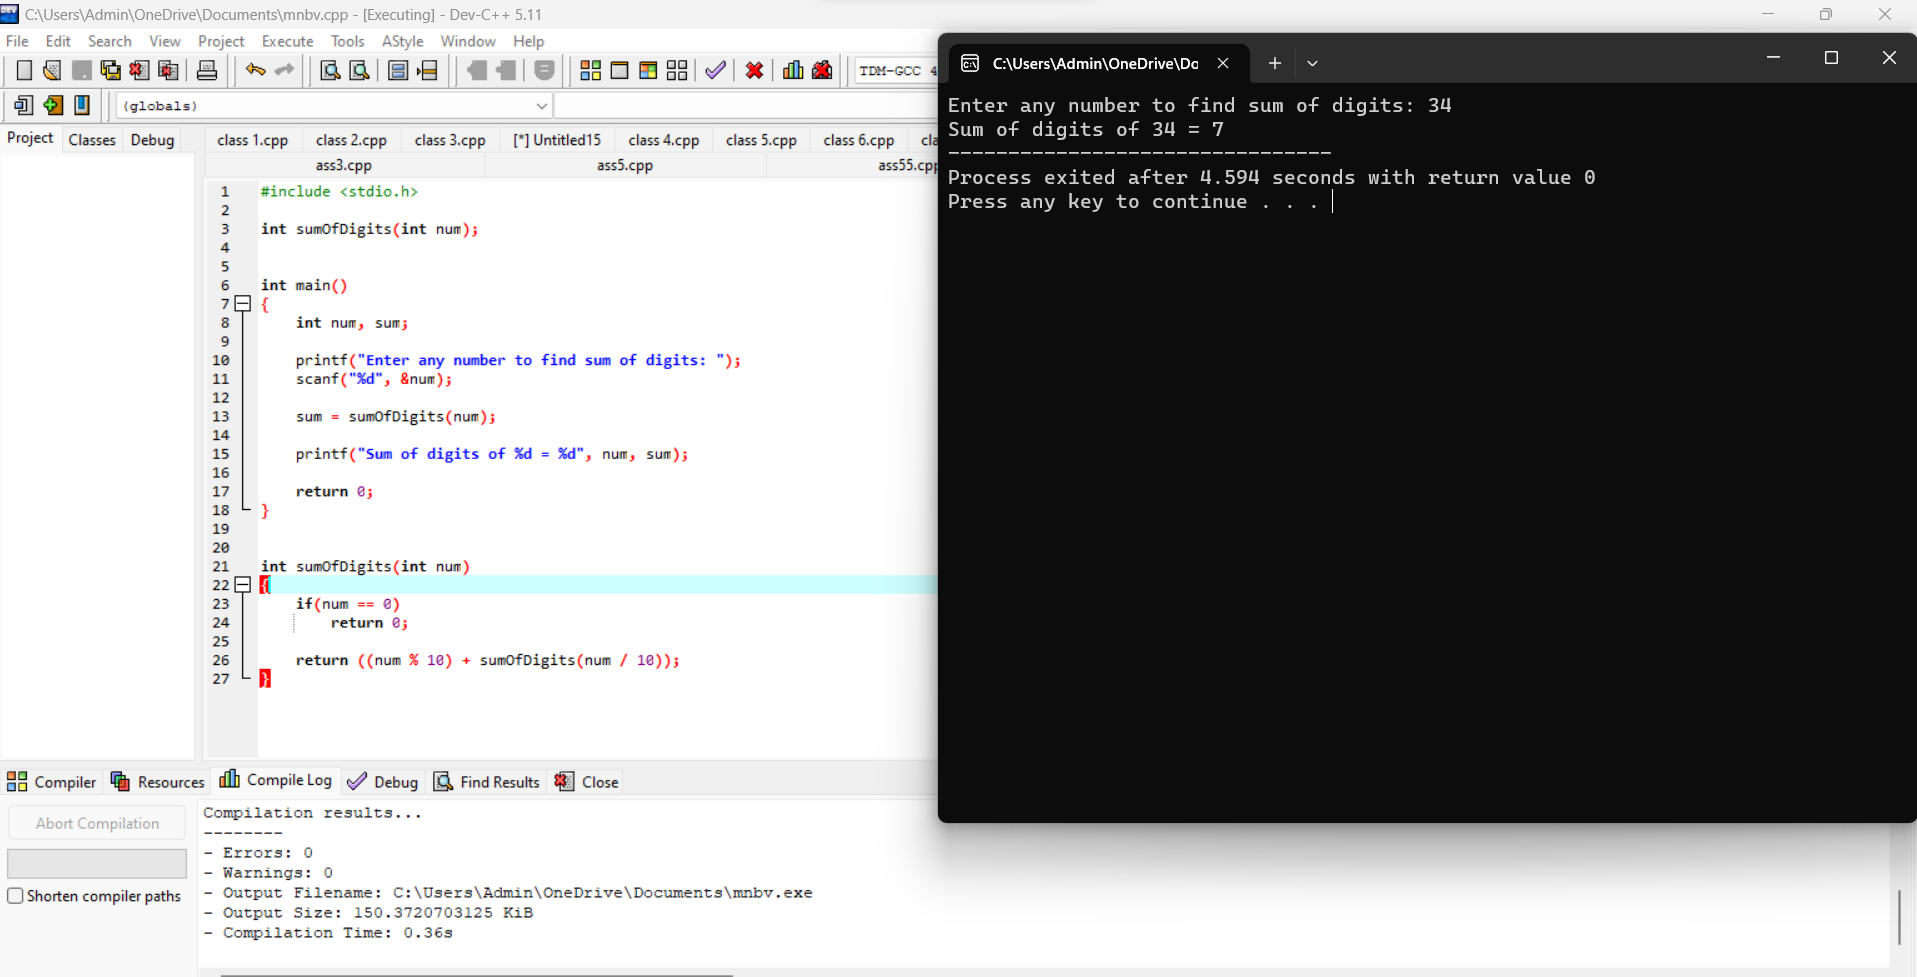 C:\Users\Admin\OneDrive\Documents\mnbv.cpp - [Executing] - Dev-C++ 5.11
File Edit Search View Project Execute Tools AStyle Window Help
TDM-GCC 4
(globals)
Project Classes Debug
class 1.cpp class 2.cpp class 3.cpp [*] Untitled15 class 4.cpp class 5.cpp class 6.cpp cla
ass3.cpp ass5.cpp ass55.cpp
1 #include <stdio.h>
2
3 int sumOfDigits(int num);
4
5
6 int main()
7 {
8 int num, sum;
9
10 printf("Enter any number to find sum of digits: ");
11 scanf("%d", &num);
12
13 sum = sumOfDigits(num);
14
15 printf("Sum of digits of %d = %d", num, sum);
16
17 return 0;
18 }
19
20
21 int sumOfDigits(int num)
22 {
23 if(num == 0)
24 return 0;
25
26 return ((num % 10) + sumOfDigits(num / 10));
27 }
C:\Users\Admin\OneDrive\Do
Enter any number to find sum of digits: 34
Sum of digits of 34 = 7
--------------------------------
Process exited after 4.594 seconds with return value 0
Press any key to continue . . .
Compiler Resources Compile Log Debug Find Results Close
Abort Compilation
Shorten compiler paths
Compilation results...
--------
- Errors: 0
- Warnings: 0
- Output Filename: C:\Users\Admin\OneDrive\Documents\mnbv.exe
- Output Size: 150.3720703125 KiB
- Compilation Time: 0.36s